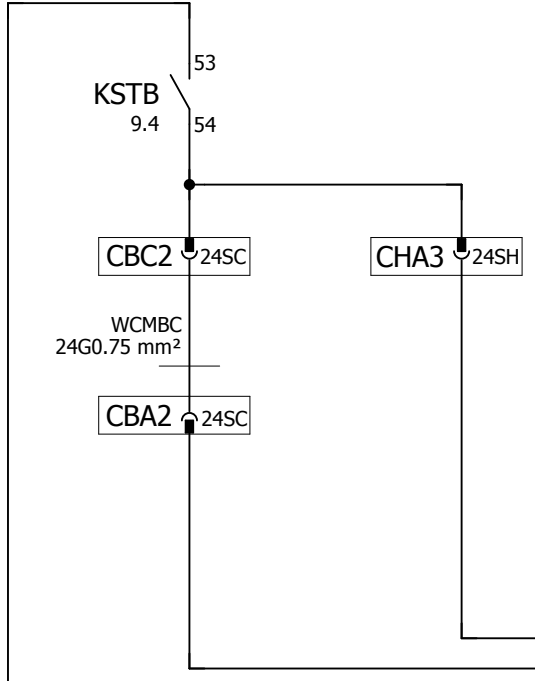 53
KSTB
9.4
54
CBC2
24SC
CHA3
24SH
WCMBC
24G0.75 mm²
CBA2
24SC